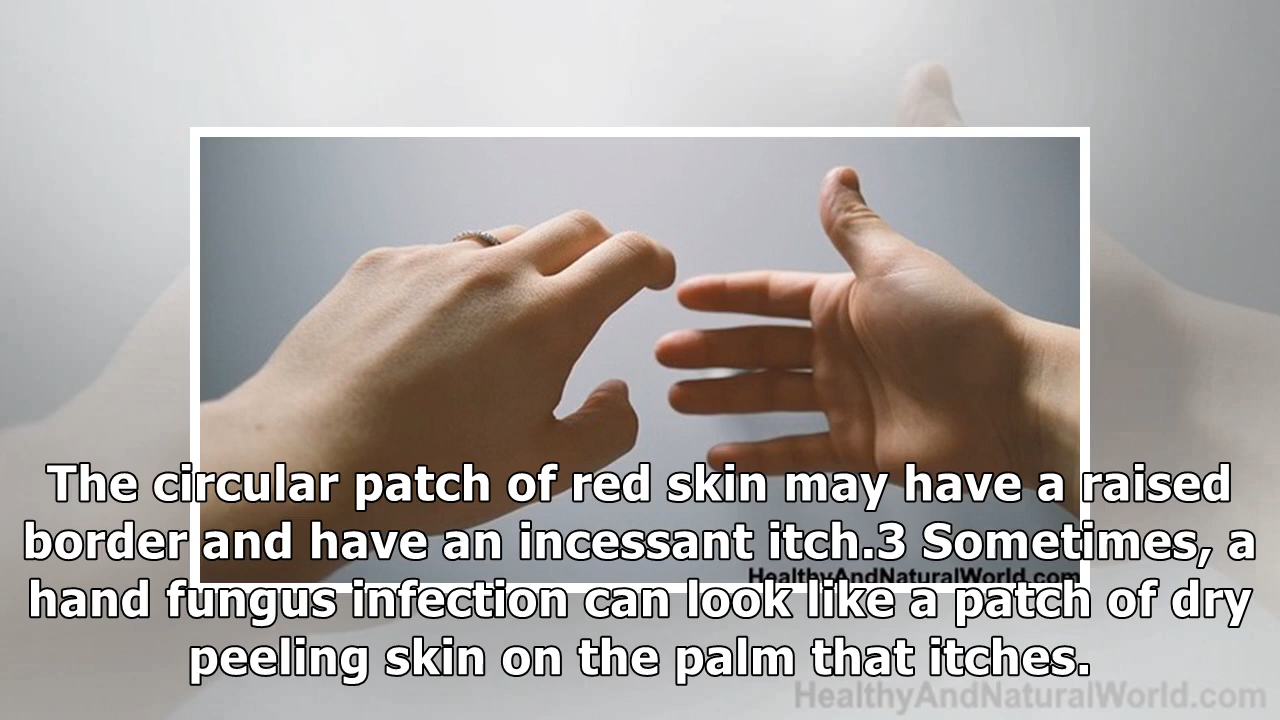 The circular patch of red skin may have a raised
border and have an incessant itch.3 Sometimes, a
HealthyAndNaturalWorld.com
hand fungus infection can look like a patch of dry
peeling skin on the palm that itches.
HealthyAndNaturalWorld.com